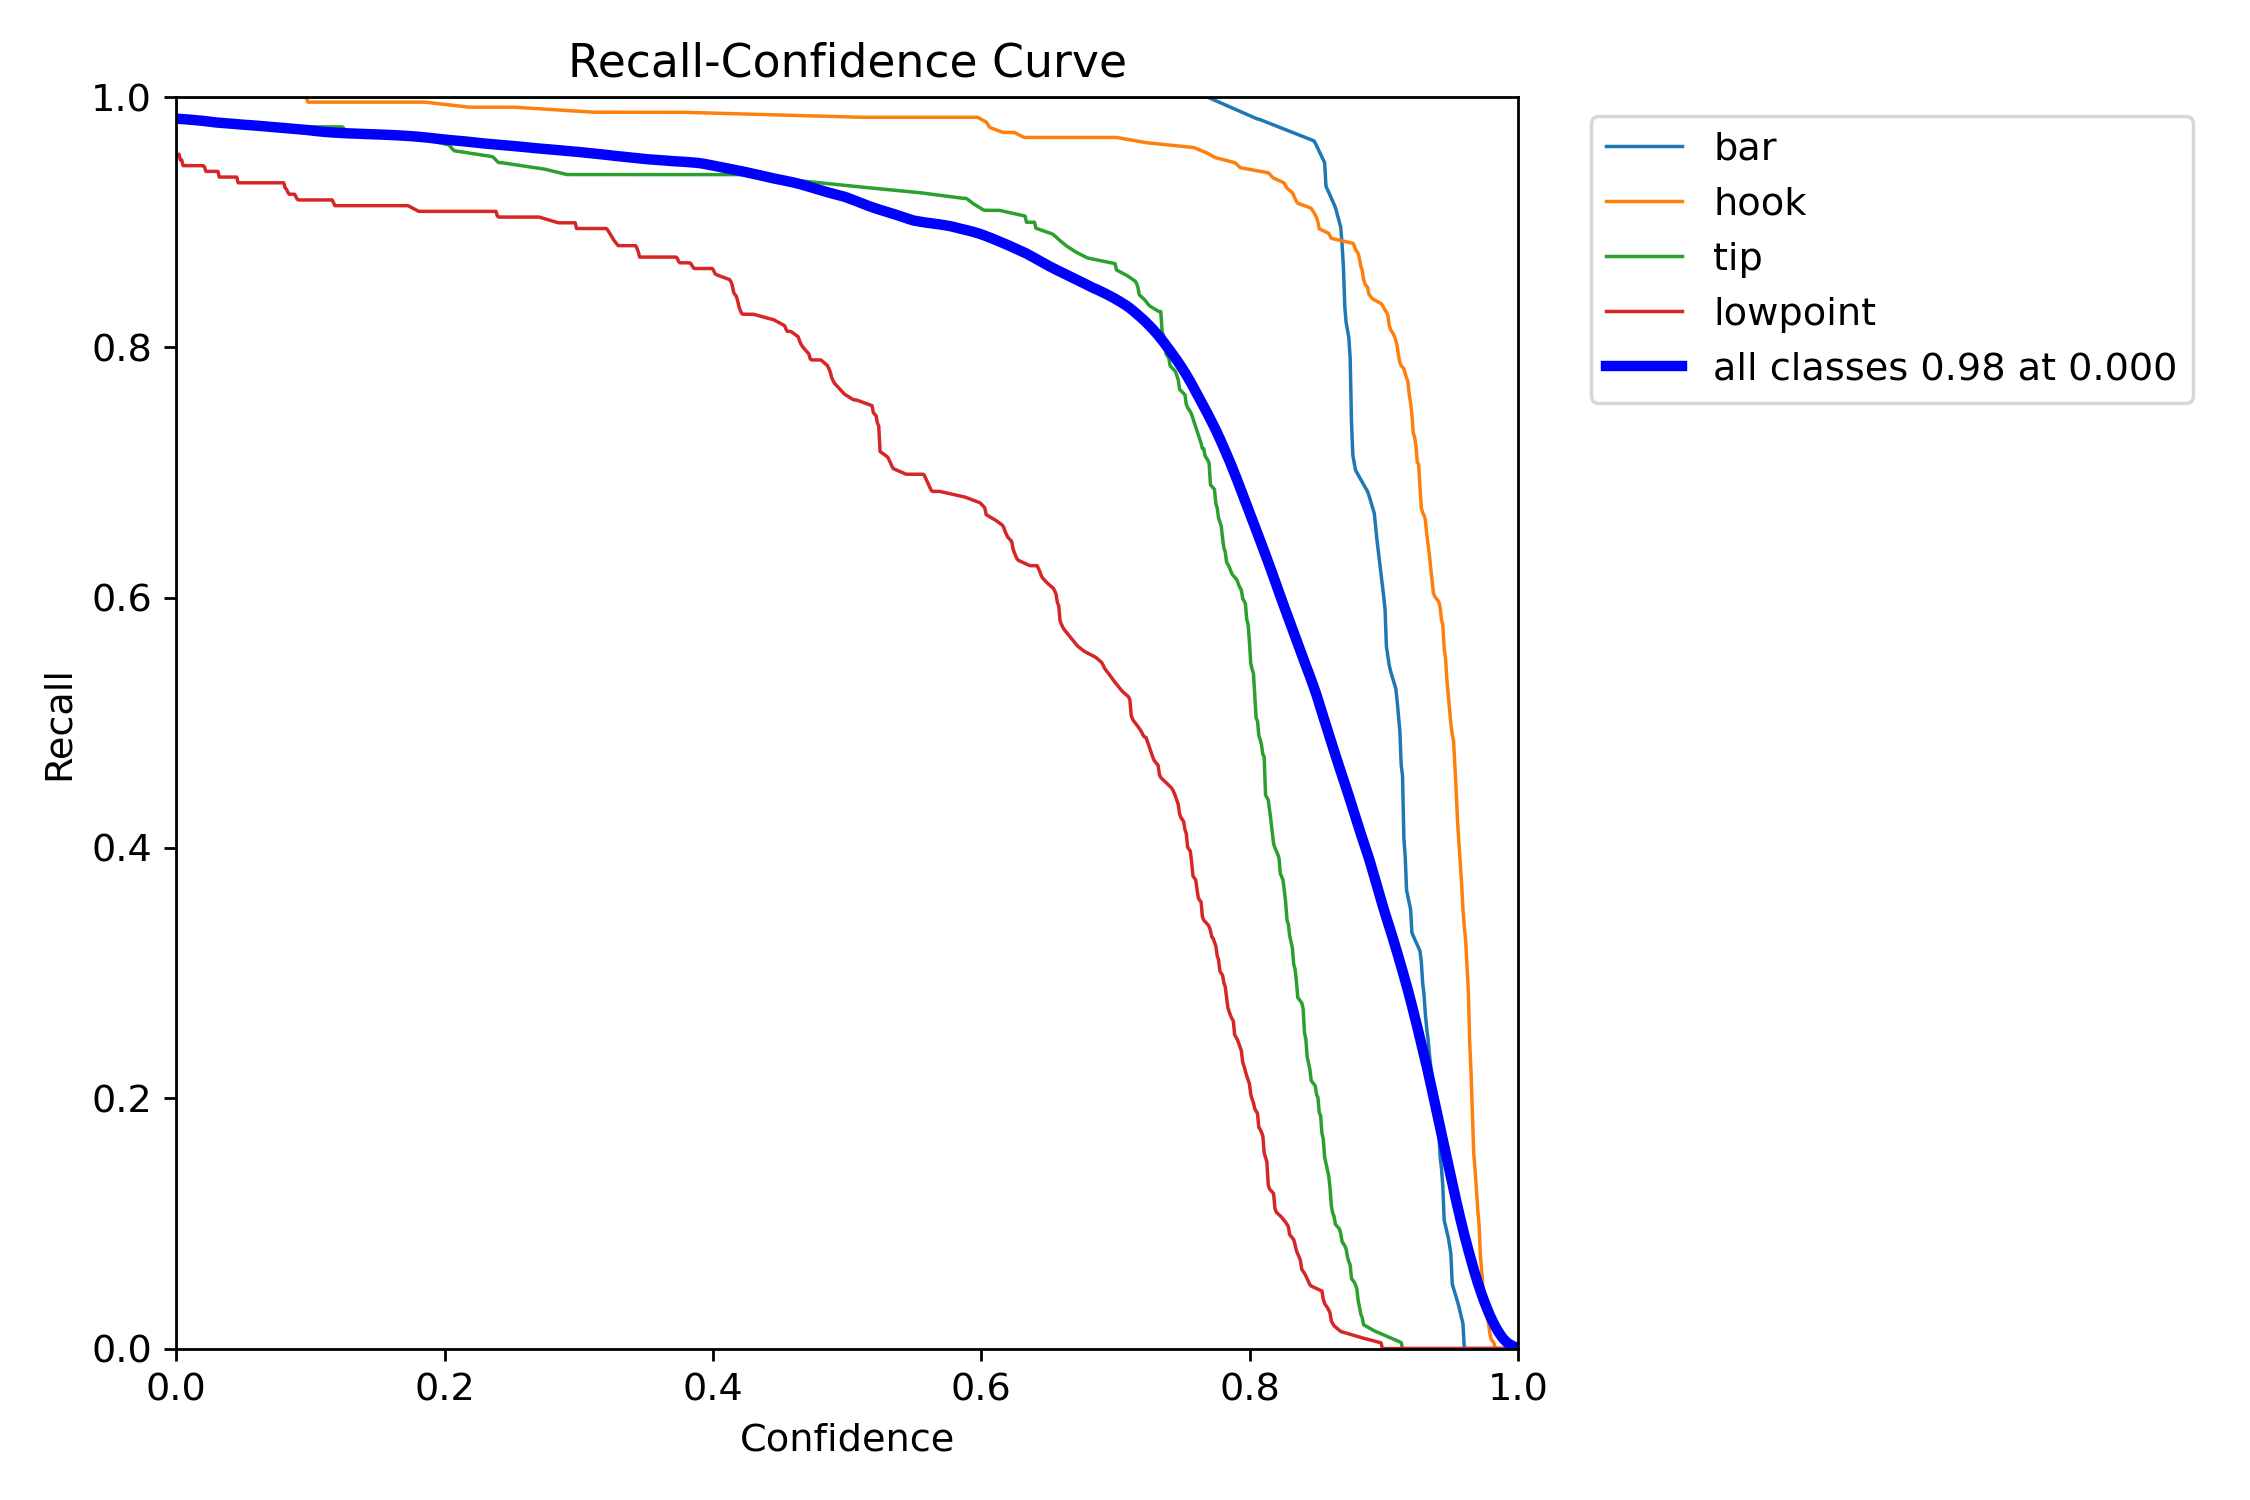 Recall-Confidence Curve
1.0
0.8
0.6
0.4
0.2
0.0
Recall
0.0 0.2 0.4 0.6 0.8 1.0
Confidence
bar
hook
tip
lowpoint
all classes 0.98 at 0.000